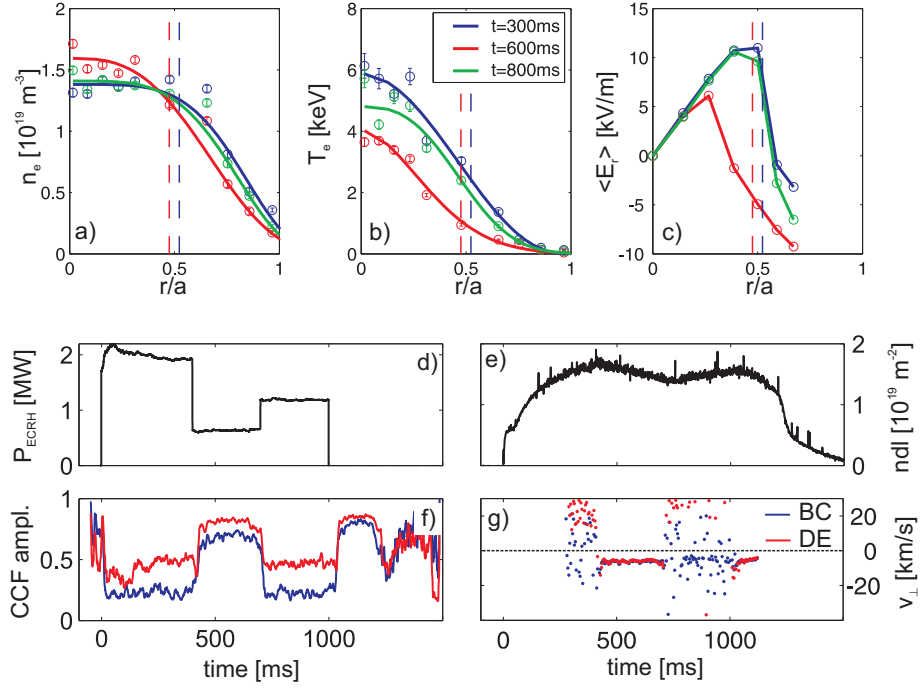 2
1.5
1
0.5
0
n_e [10^19 m^-3]
a)
0 0.5 1
r/a
8
6
4
2
0
T_e [keV]
t=300ms
t=600ms
t=800ms
b)
0 0.5 1
r/a
15
10
5
0
-5
-10
<E_r> [kV/m]
c)
0 0.5 1
r/a
2
1
0
P_ECRH [MW]
d)
e)
2
1
0
ndl [10^19 m^-2]
1
0.5
0
CCF ampl.
f)
0 500 1000
time [ms]
g)
BC
DE
20
0
-20
v_⊥ [km/s]
0 500 1000
time [ms]